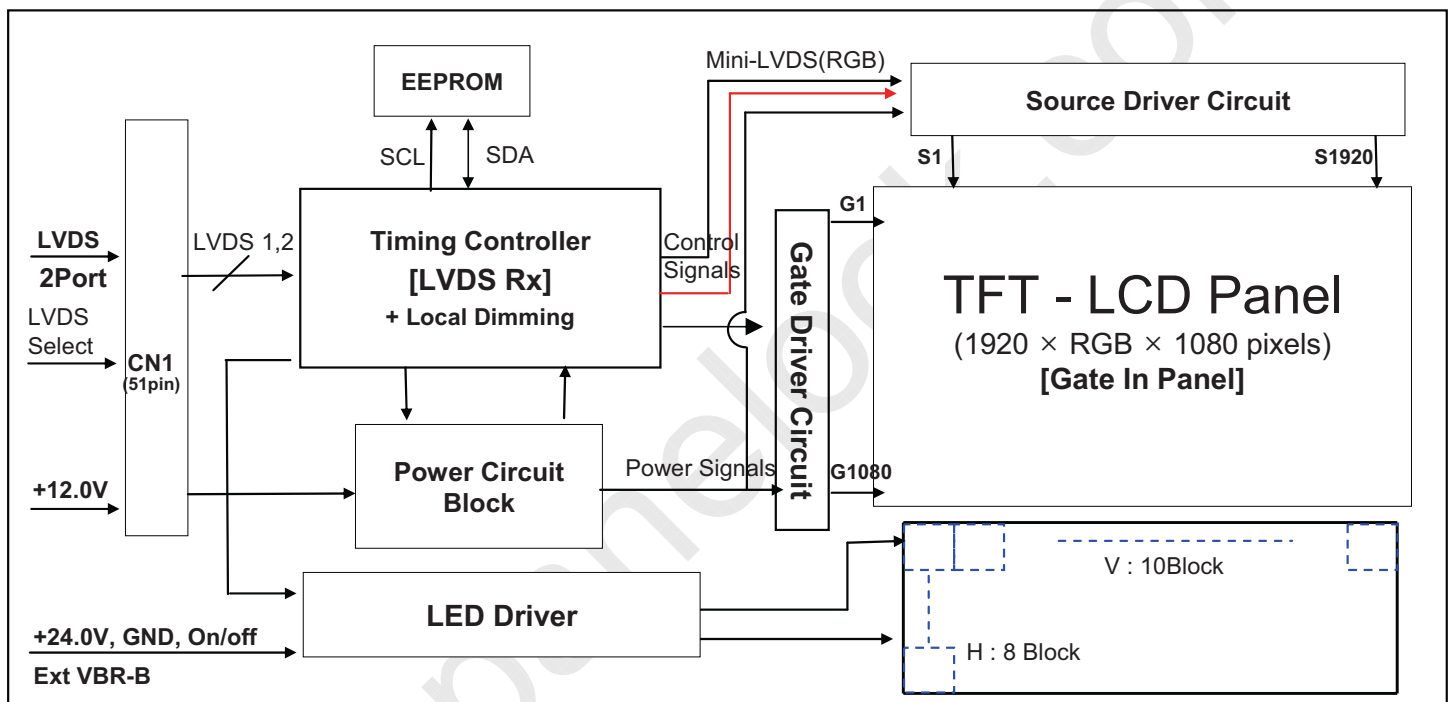 EEPROM
SCL
SDA
Mini-LVDS(RGB)
Source Driver Circuit
S1
S1920
LVDS
2Port
LVDS
Select
CN1
(51pin)
+12.0V
LVDS 1,2
Timing Controller
[LVDS Rx]
+ Local Dimming
Control
Signals
Gate Driver Circuit
G1
G1080
TFT - LCD Panel
(1920 × RGB × 1080 pixels)
[Gate In Panel]
Power Circuit
Block
Power Signals
LED Driver
+24.0V, GND, On/off
Ext VBR-B
V : 10Block
H : 8 Block